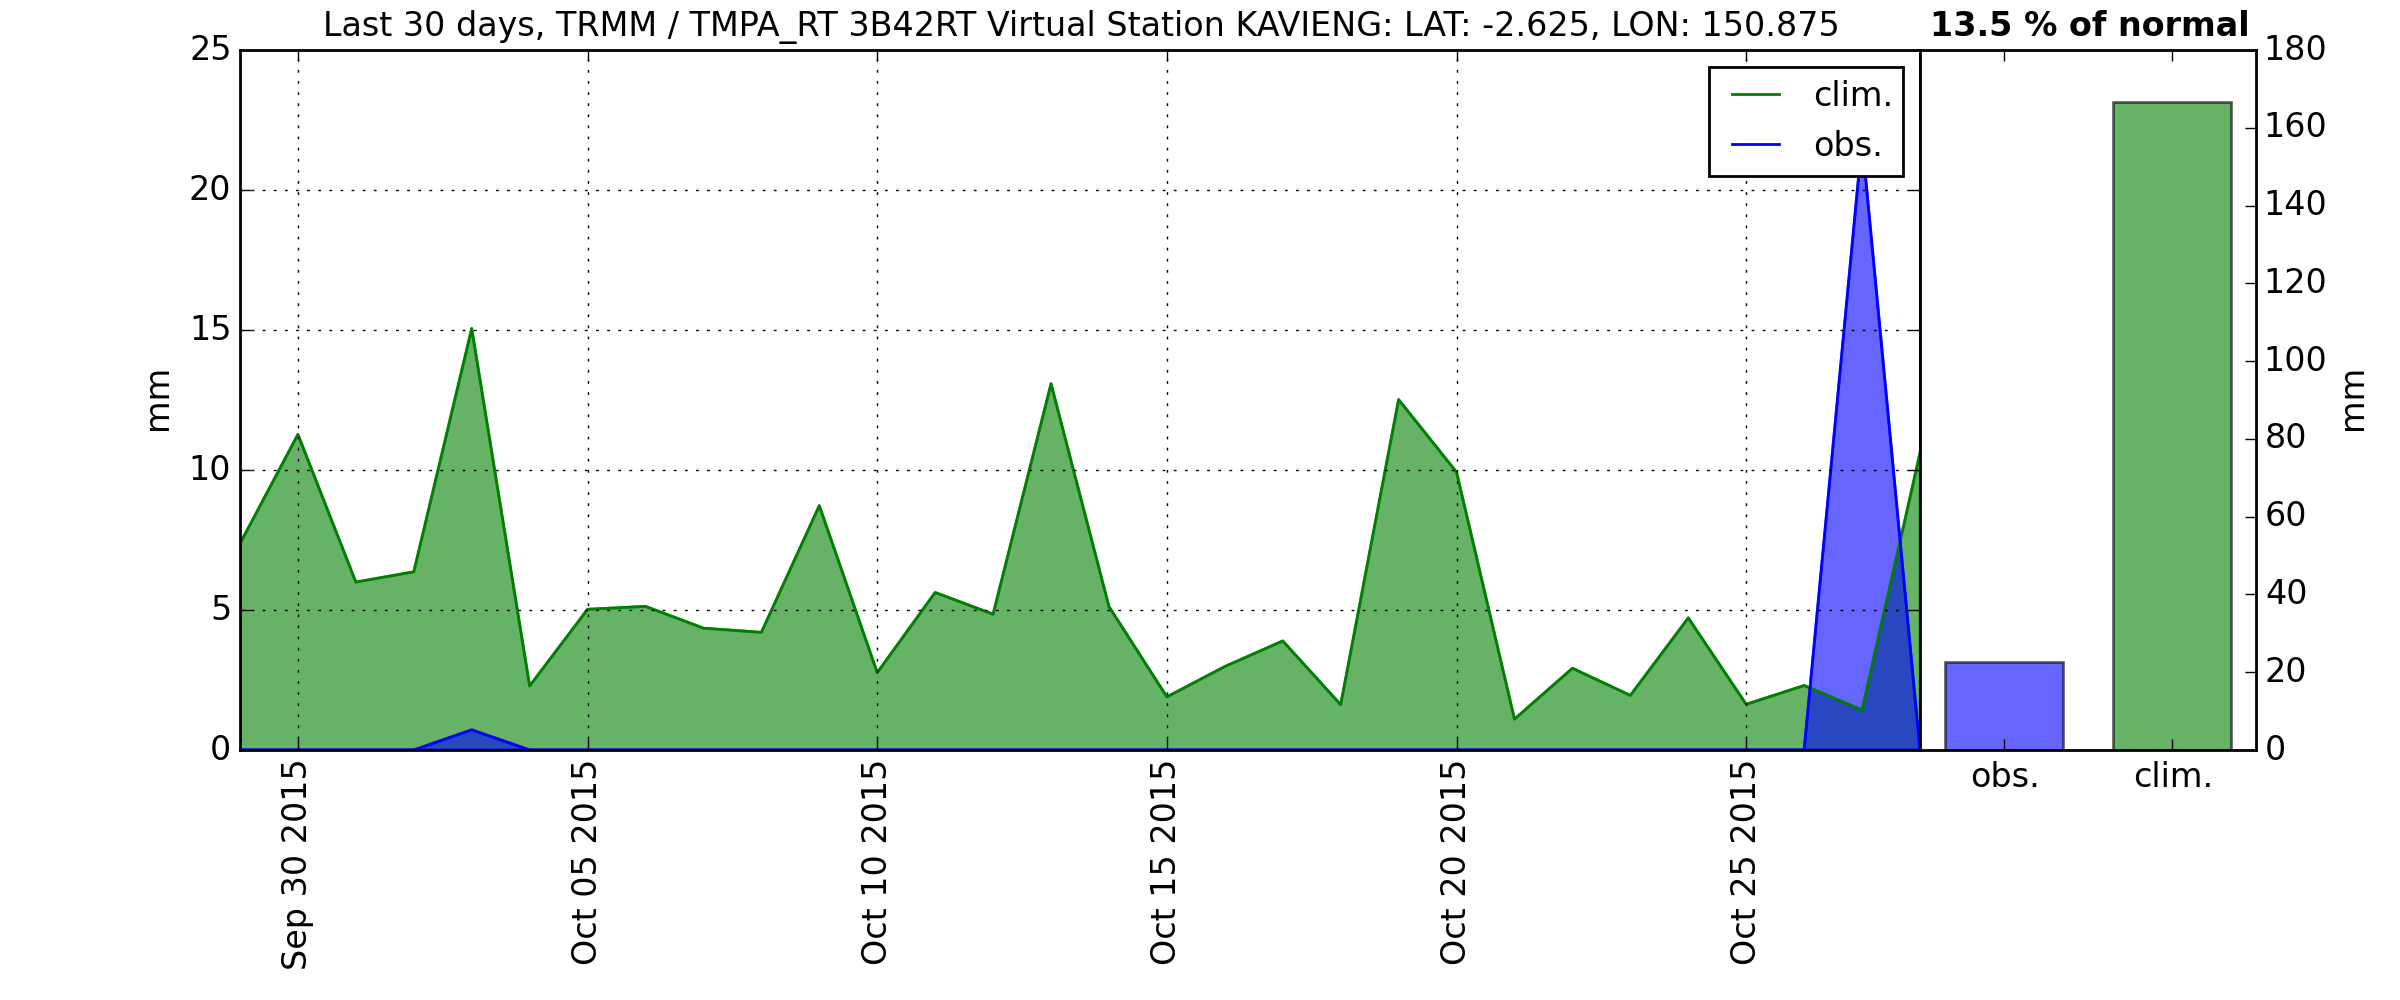 Last 30 days, TRMM / TMPA_RT 3B42RT Virtual Station KAVIENG: LAT: -2.625, LON: 150.875
13.5 % of normal
25
20
15
10
5
0
mm
clim.
obs.
180
160
140
120
100
80
60
40
20
0
mm
Sep 30 2015
Oct 05 2015
Oct 10 2015
Oct 15 2015
Oct 20 2015
Oct 25 2015
obs.
clim.